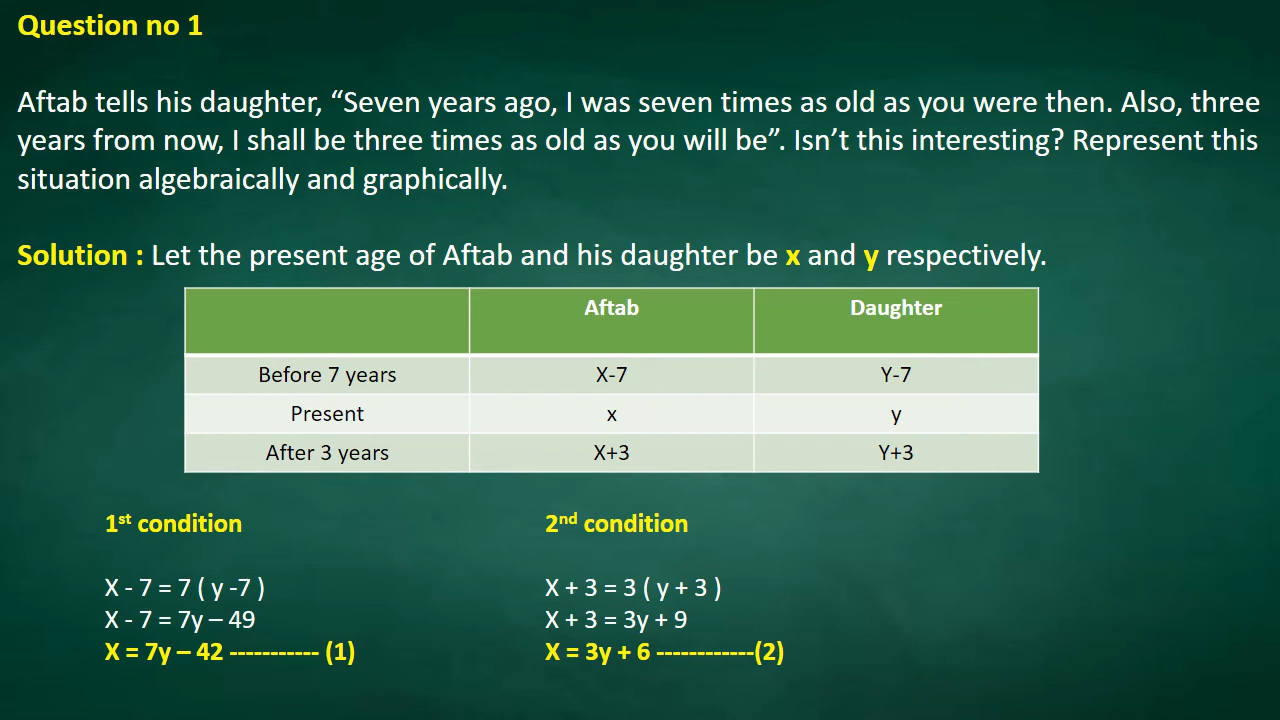 Question no 1
Aftab tells his daughter, “Seven years ago, I was seven times as old as you were then. Also, three
years from now, I shall be three times as old as you will be”. Isn’t this interesting? Represent this
situation algebraically and graphically.
Solution : Let the present age of Aftab and his daughter be x and y respectively.
Aftab Daughter
Before 7 years X-7 Y-7
Present x y
After 3 years X+3 Y+3
1st condition 2nd condition
X - 7 = 7 ( y -7 ) X + 3 = 3 ( y + 3 )
X - 7 = 7y – 49 X + 3 = 3y + 9
X = 7y – 42 ----------- (1) X = 3y + 6 ------------(2)